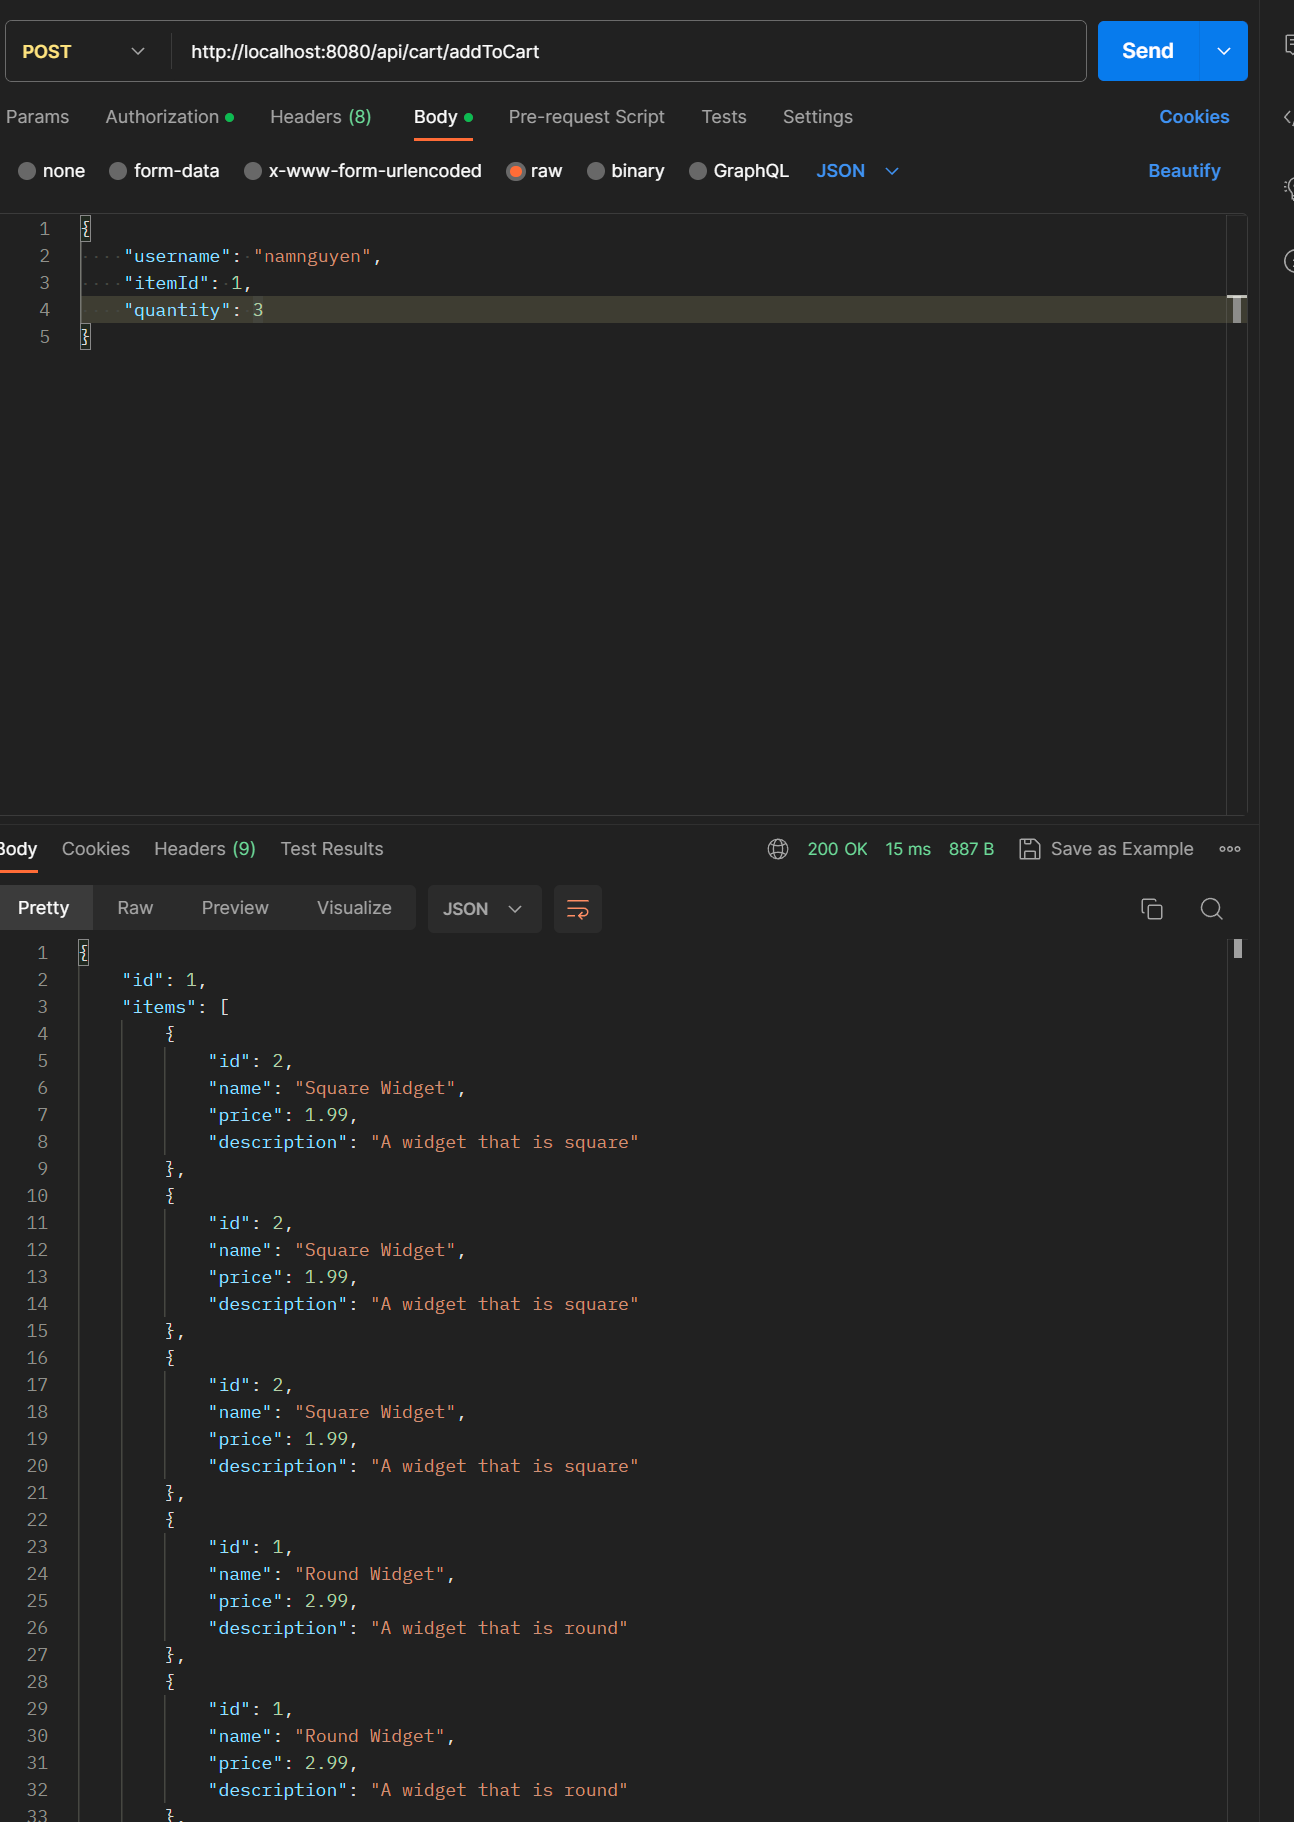 POST http://localhost:8080/api/cart/addToCart Send
Params Authorization Headers (8) Body Pre-request Script Tests Settings Cookies
none form-data x-www-form-urlencoded raw binary GraphQL JSON Beautify
1 {
2 "username": "namnguyen",
3 "itemId": 1,
4 "quantity": 3
5 }
Body Cookies Headers (9) Test Results 200 OK 15 ms 887 B Save as Example
Pretty Raw Preview Visualize JSON
1 {
2 "id": 1,
3 "items": [
4 {
5 "id": 2,
6 "name": "Square Widget",
7 "price": 1.99,
8 "description": "A widget that is square"
9 },
10 {
11 "id": 2,
12 "name": "Square Widget",
13 "price": 1.99,
14 "description": "A widget that is square"
15 },
16 {
17 "id": 2,
18 "name": "Square Widget",
19 "price": 1.99,
20 "description": "A widget that is square"
21 },
22 {
23 "id": 1,
24 "name": "Round Widget",
25 "price": 2.99,
26 "description": "A widget that is round"
27 },
28 {
29 "id": 1,
30 "name": "Round Widget",
31 "price": 2.99,
32 "description": "A widget that is round"
33 },